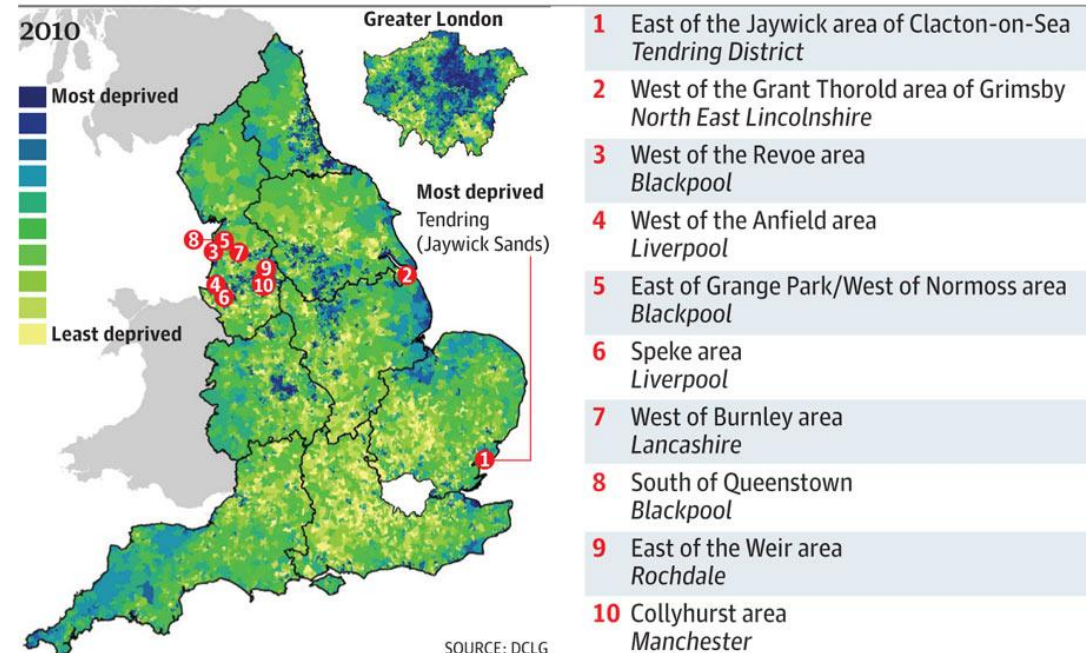 2010
Most deprived
Least deprived
Greater London
Most deprived
Tendring
(Jaywick Sands)
8
5
3
7
9
4
10
6
2
1
SOURCE: DCLG
1 East of the Jaywick area of Clacton-on-Sea
Tendring District
2 West of the Grant Thorold area of Grimsby
North East Lincolnshire
3 West of the Revoe area
Blackpool
4 West of the Anfield area
Liverpool
5 East of Grange Park/West of Normoss area
Blackpool
6 Speke area
Liverpool
7 West of Burnley area
Lancashire
8 South of Queenstown
Blackpool
9 East of the Weir area
Rochdale
10 Collyhurst area
Manchester